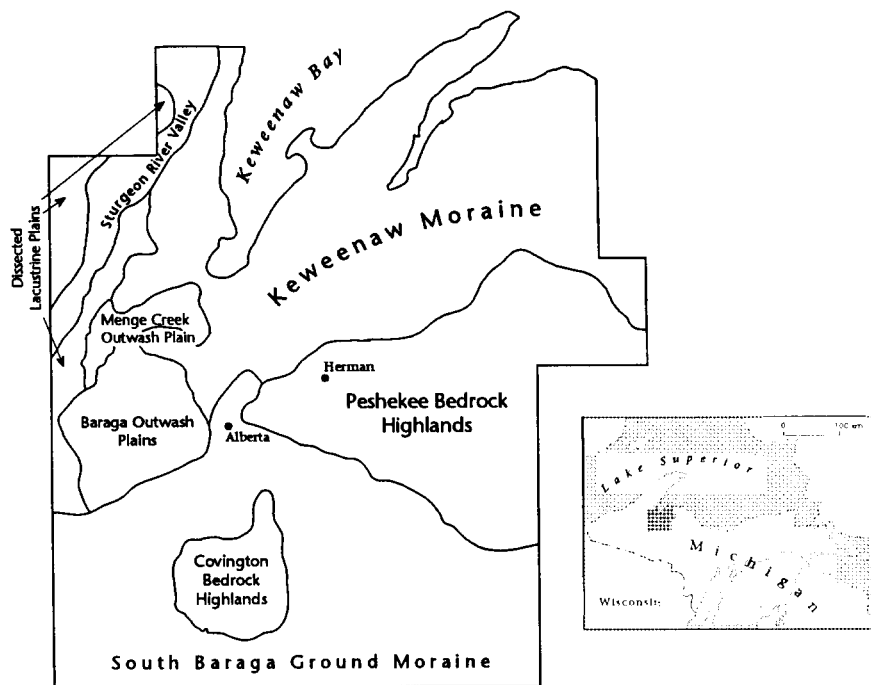 Keweenaw Bay
Sturgeon River Valley
Dissected
Lacustrine Plains
Keweenaw Moraine
Menge Creek
Outwash Plain
Herman
Peshekee Bedrock
Highlands
Baraga Outwash
Plains
Alberta
Covington
Bedrock
Highlands
South Baraga Ground Moraine
0 100 km
Lake Superior
Michigan
Wisconsin